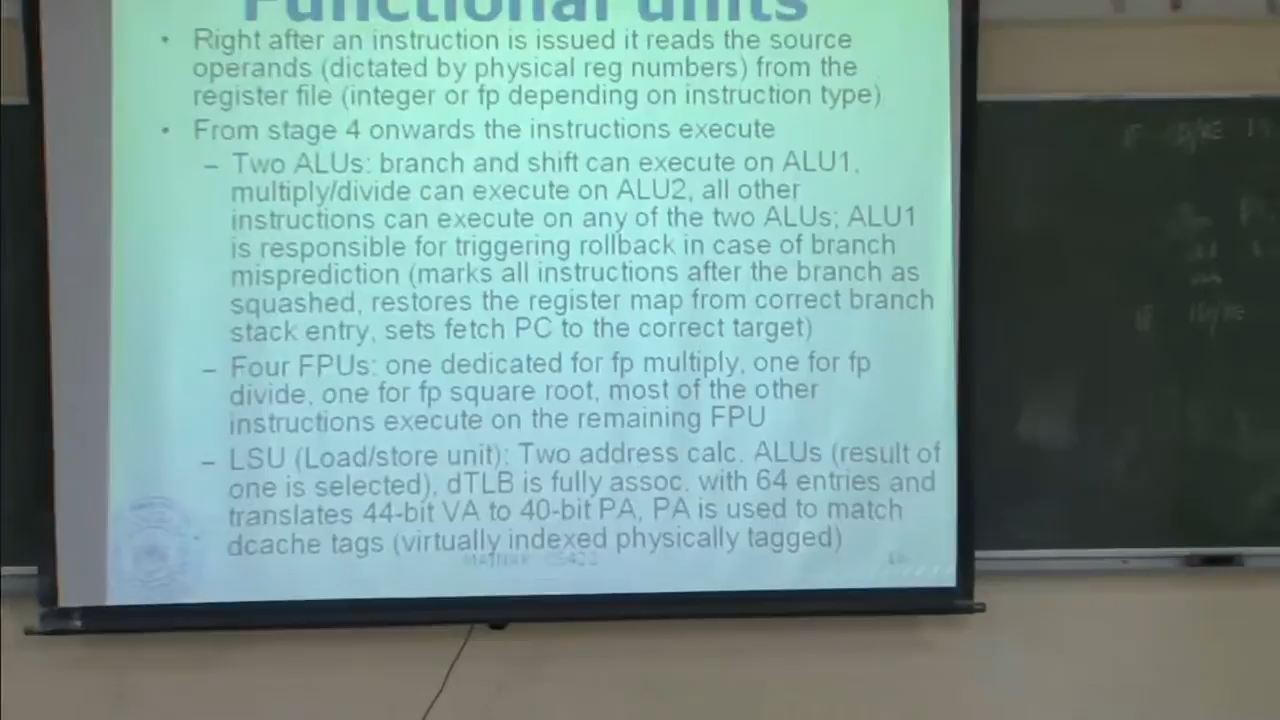 Functional units
• Right after an instruction is issued it reads the source
operands (dictated by physical reg numbers) from the
register file (integer or fp depending on instruction type)
• From stage 4 onwards the instructions execute
– Two ALUs: branch and shift can execute on ALU1,
multiply/divide can execute on ALU2, all other
instructions can execute on any of the two ALUs; ALU1
is responsible for triggering rollback in case of branch
misprediction (marks all instructions after the branch as
squashed, restores the register map from correct branch
stack entry, sets fetch PC to the correct target)
– Four FPUs: one dedicated for fp multiply, one for fp
divide, one for fp square root, most of the other
instructions execute on the remaining FPU
– LSU (Load/store unit): Two address calc. ALUs (result of
one is selected), dTLB is fully assoc. with 64 entries and
translates 44-bit VA to 40-bit PA, PA is used to match
dcache tags (virtually indexed physically tagged)